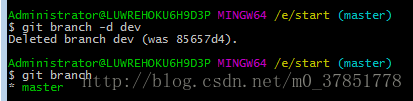 Administrator@LUWREHOKU6H9D3P MINGW64 /e/start (master)
$ git branch -d dev
Deleted branch dev (was 85657d4).
Administrator@LUWREHOKU6H9D3P MINGW64 /e/start (master)
$ git branch
* master
http://blog.csdn.net/m0_37851778